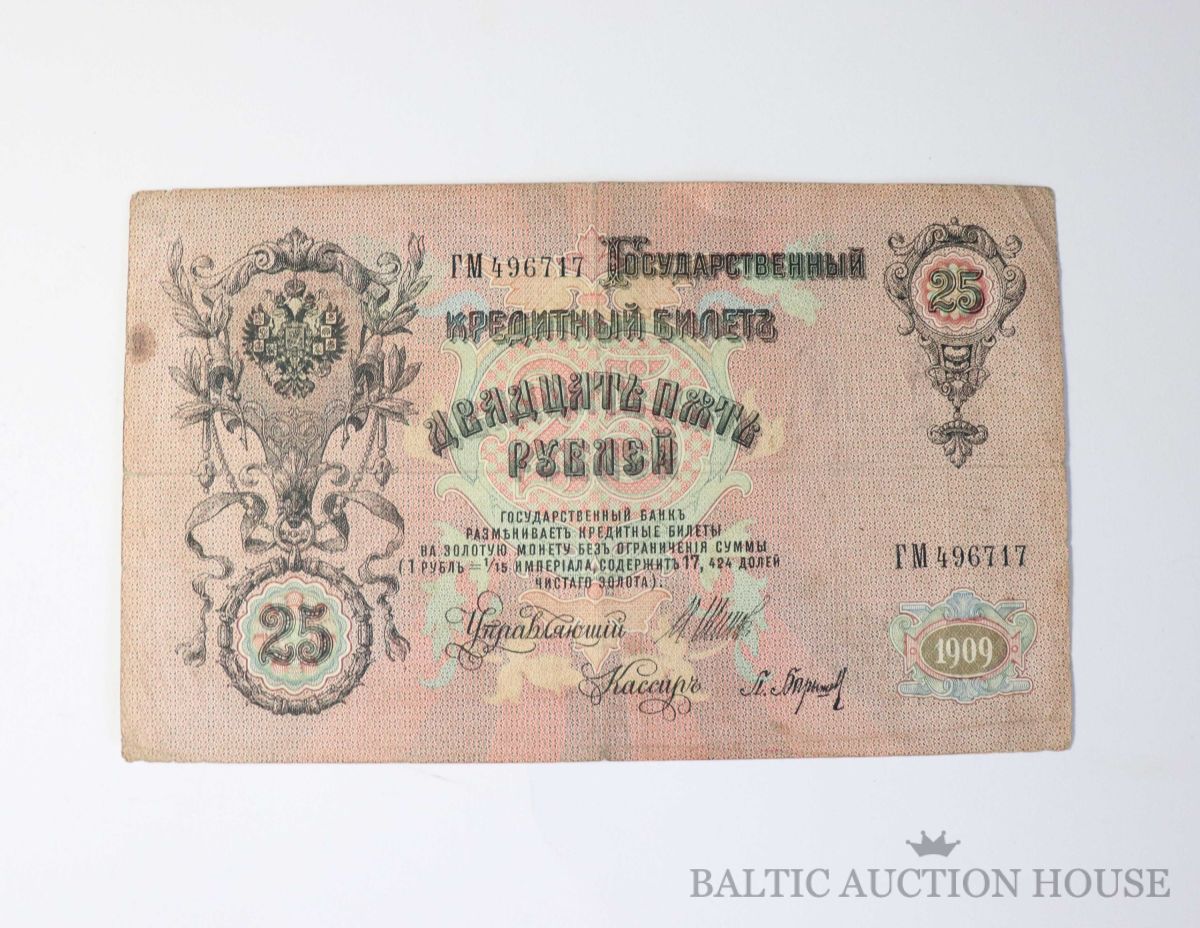 ГМ 496717 Государственный
25
Кредитный Билетъ
Двадцать пѧть
рублей
ГОСУДАРСТВЕННЫЙ БАНКЪ
РАЗМѢНИВАЕТЪ КРЕДИТНЫЕ БИЛЕТЫ
НА ЗОЛОТУЮ МОНЕТУ БЕЗЪ ОГРАНИЧЕНІЯ СУММЫ
(1 РУБЛЬ = 1/15 ИМПЕРІАЛА, СОДЕРЖИТЪ 17, 424 ДОЛЕЙ
ЧИСТАГО ЗОЛОТА).
ГМ 496717
25
Управляющій
Кассиръ
1909
BALTIC AUCTION HOUSE